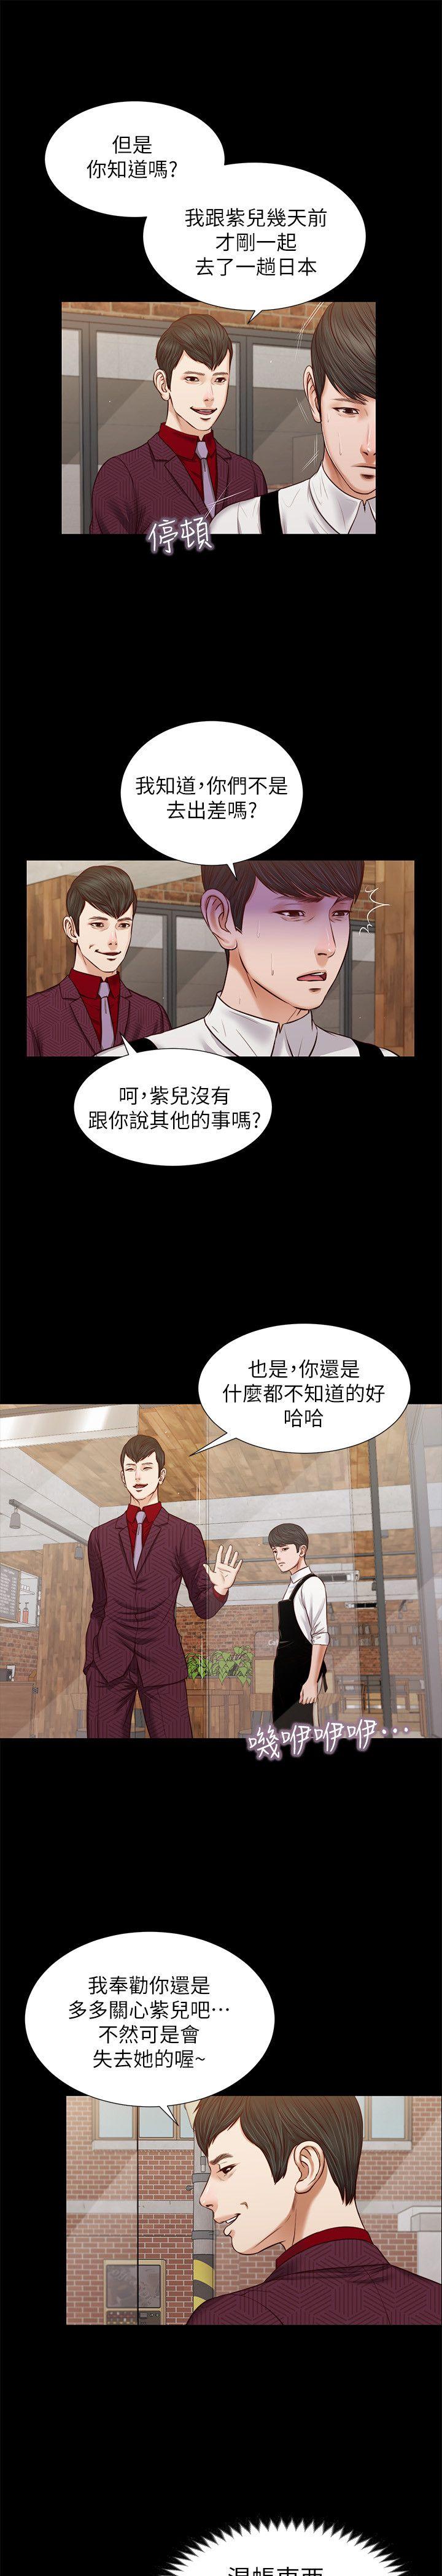 但是
你知道嗎?
我跟紫兒幾天前
才剛一起
去了一趟日本
停頓
我知道,你們不是
去出差嗎?
呵,紫兒沒有
跟你說其他的事嗎?
也是,你還是
什麼都不知道的好
哈哈
嘰咿咿咿⋯
我奉勸你還是
多多關心紫兒吧⋯
不然可是會
失去她的喔~
混帳東西